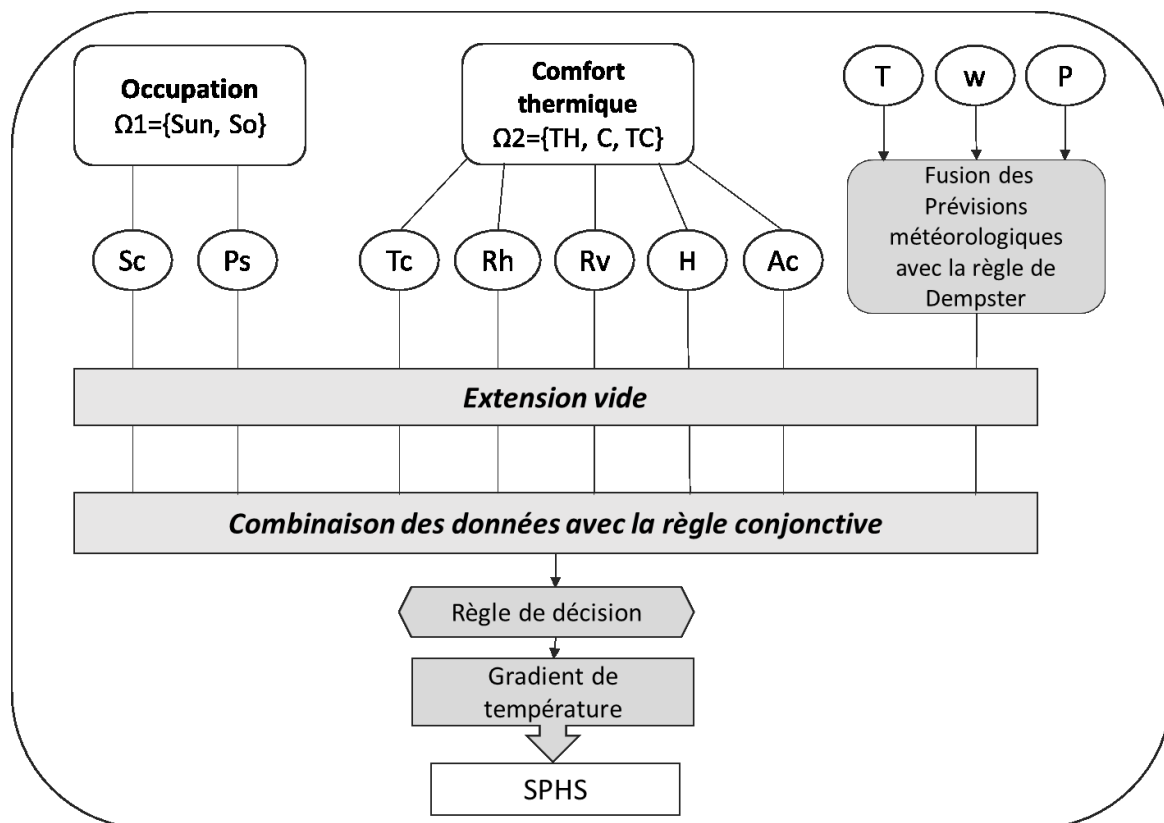 Occupation
Ω1={Sun, So}
Comfort
thermique
Ω2={TH, C, TC}
T
w
P
Fusion des
Prévisions
météorologiques
avec la règle de
Dempster
Sc
Ps
Tc
Rh
Rv
H
Ac
Extension vide
Combinaison des données avec la règle conjonctive
Règle de décision
Gradient de
température
SPHS